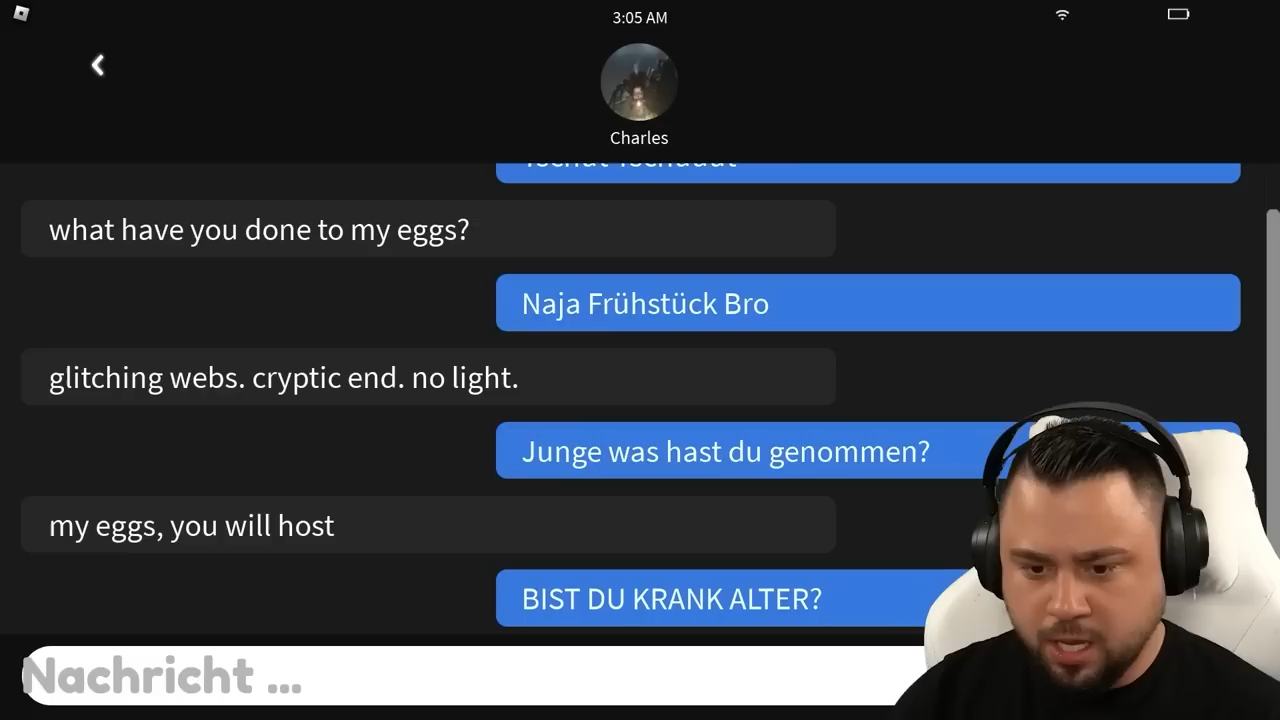 3:05 AM
Charles
what have you done to my eggs?
Naja Frühstück Bro
glitching webs. cryptic end. no light.
Junge was hast du genommen?
my eggs, you will host
BIST DU KRANK ALTER?
Nachricht ...